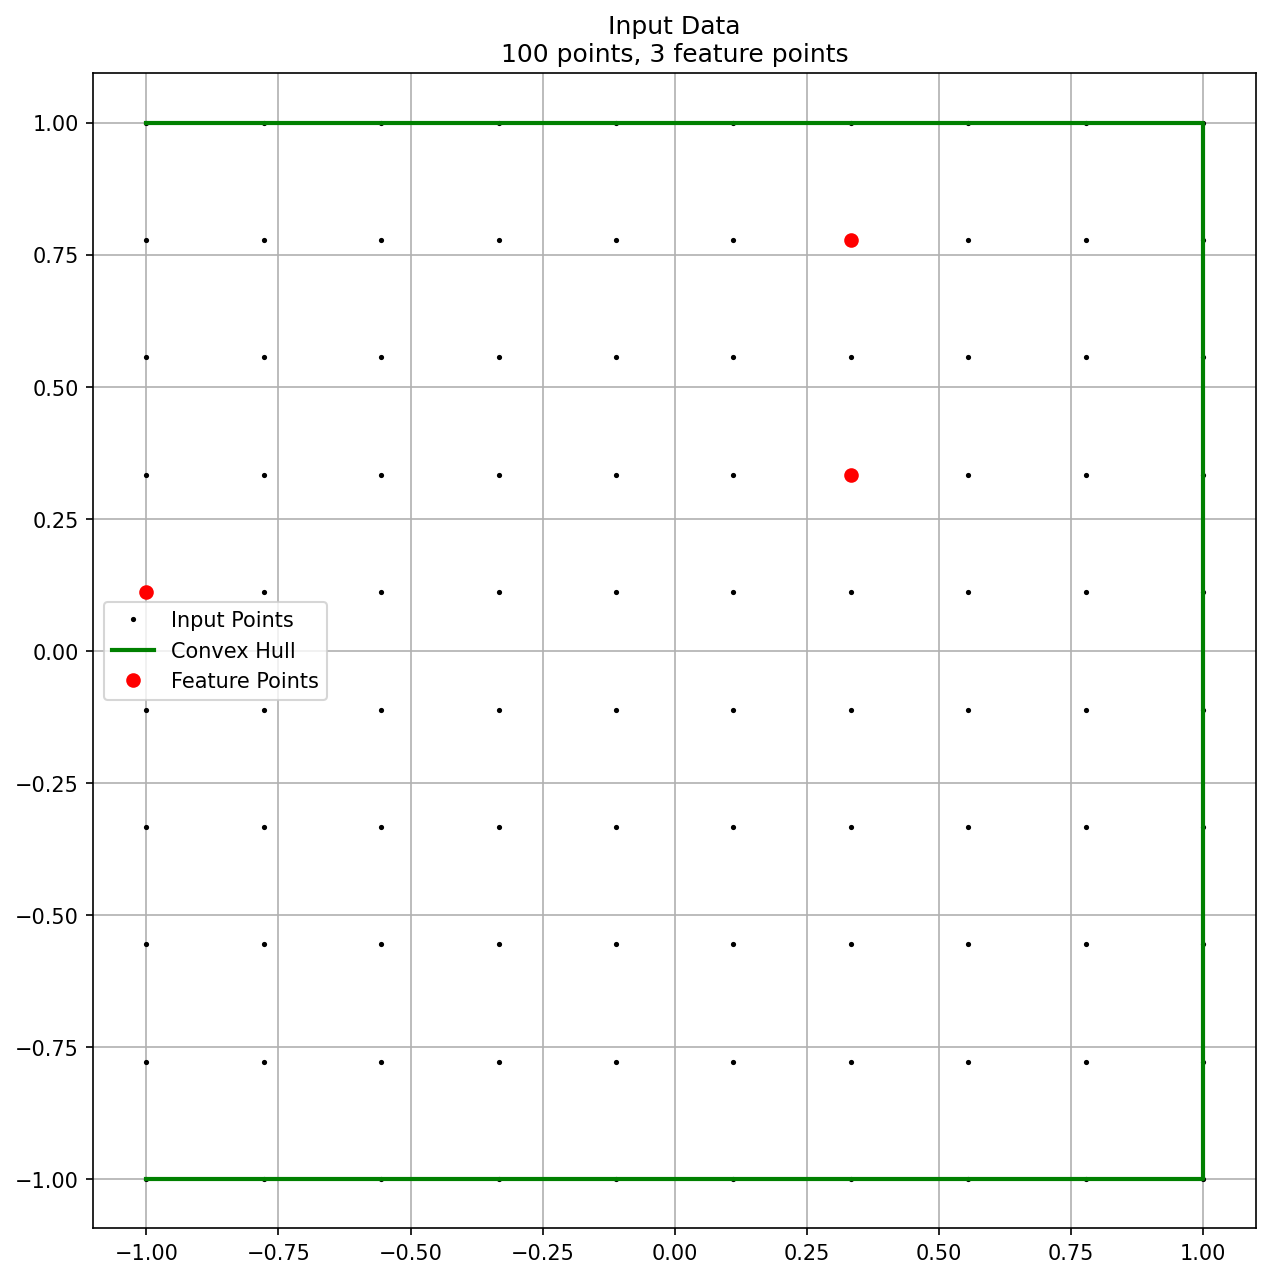 Input Data
100 points, 3 feature points
1.00
0.75
0.50
0.25
0.00
−0.25
−0.50
−0.75
−1.00
Input Points
Convex Hull
Feature Points
−1.00 −0.75 −0.50 −0.25 0.00 0.25 0.50 0.75 1.00